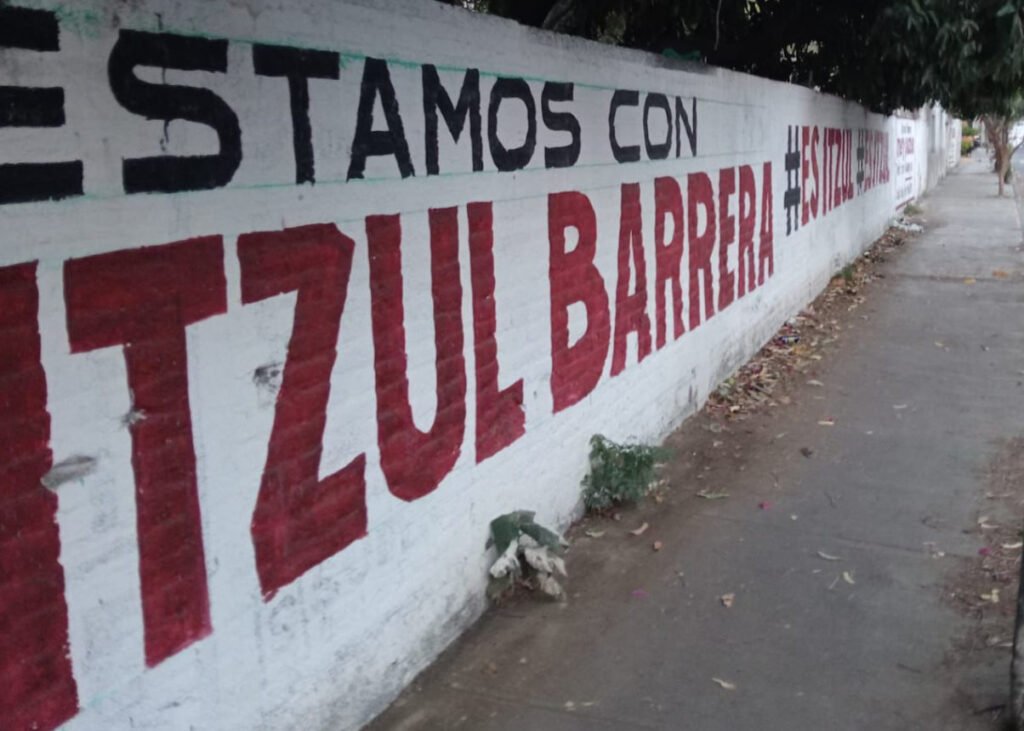 ESTAMOS CON
ITZUL BARRERA
#ES ITZUL